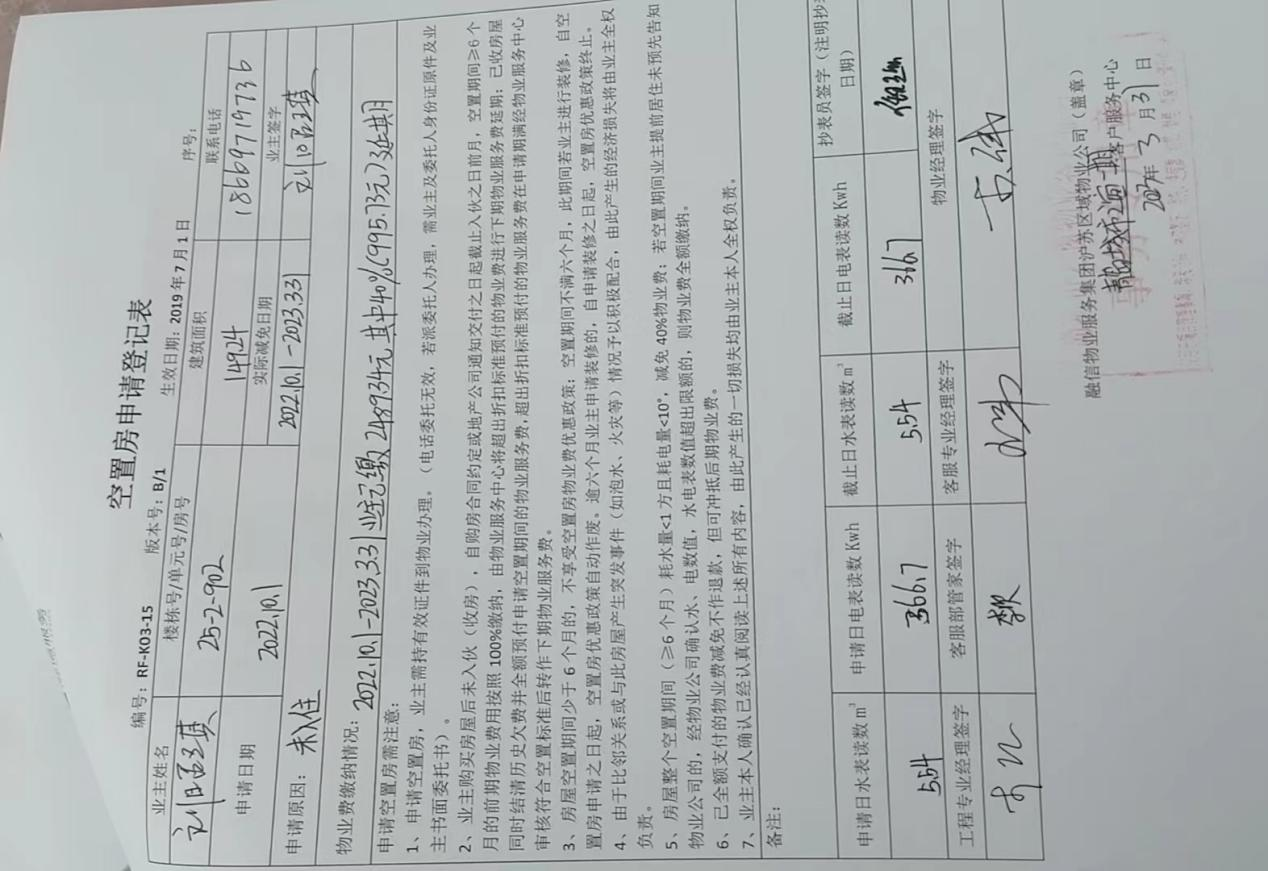 空置房申请登记表
编号：RF-K03-15 版本号：B/1 生效日期：2019年7月1日 序号：
业主姓名 楼栋号/单元号/房号 建筑面积 联系电话
25-2-902 149.24 18669719736
申请日期 2022.10.1 实际减免日期 业主签字
2022.10.1-2023.3.31
申请原因：未入住
物业费缴纳情况：2022.10.1-2023.3.31业主已缴2489.34元其中40%(995.73元)延期
申请空置房需注意：
1、申请空置房，业主需持有效证件到物业办理。（电话委托无效，若派委托人办理，需业主及委托人身份证原件及业
主书面委托书）。
2、业主购买房屋后未入伙（收房），自购房合同约定或地产公司通知交付之日起截止入伙之日前月，空置期间≥6个
月的前期物业费用按照100%缴纳，由物业服务中心将超出折扣标准预付的物业费进行下期物业服务费延期；已收房屋
同时结清历史欠费并全额预付申请空置期间的物业服务费，超出折扣标准预付的物业服务费在申请期满经物业服务中心
审核符合空置标准后转作下期物业服务费。
3、房屋空置期间少于6个月的，不享受空置房物业费优惠政策；空置期间不满六个月，此期间若业主进行装修，自空
置房申请之日起，空置房优惠政策自动作废。逾六个月业主申请装修的，自申请装修之日起，空置房优惠政策终止。
4、由于比邻关系或与此房屋产生突发事件（如泡水、火灾等）情况予以积极配合，由此产生的经济损失将由业主全权
负责。
5、房屋整个空置期间（≥6个月）耗水量<1方且耗电量<10°，减免40%物业费；若空置期间业主提前居住未预先告知
物业公司的，经物业公司确认水、电数值，水电表数值超出限额的，则物业费全额缴纳。
6、已全额支付的物业费减免不作退款，但可冲抵后期物业费。
7、业主本人确认已经认真阅读上述所有内容，由此产生的一切损失均由业主本人全权负责。
备注：
申请日水表读数m³ 申请日电表读数Kwh 截止日水表读数m³ 截止日电表读数Kwh 抄表员签字（注明抄表
日期）
5.54 366.7 5.54 366.7
工程专业经理签字 客服部管家签字 客服专业经理签字 物业经理签字
融信物业服务集团沪苏区域物业公司（盖章）
客户服务中心
2023年3月31日